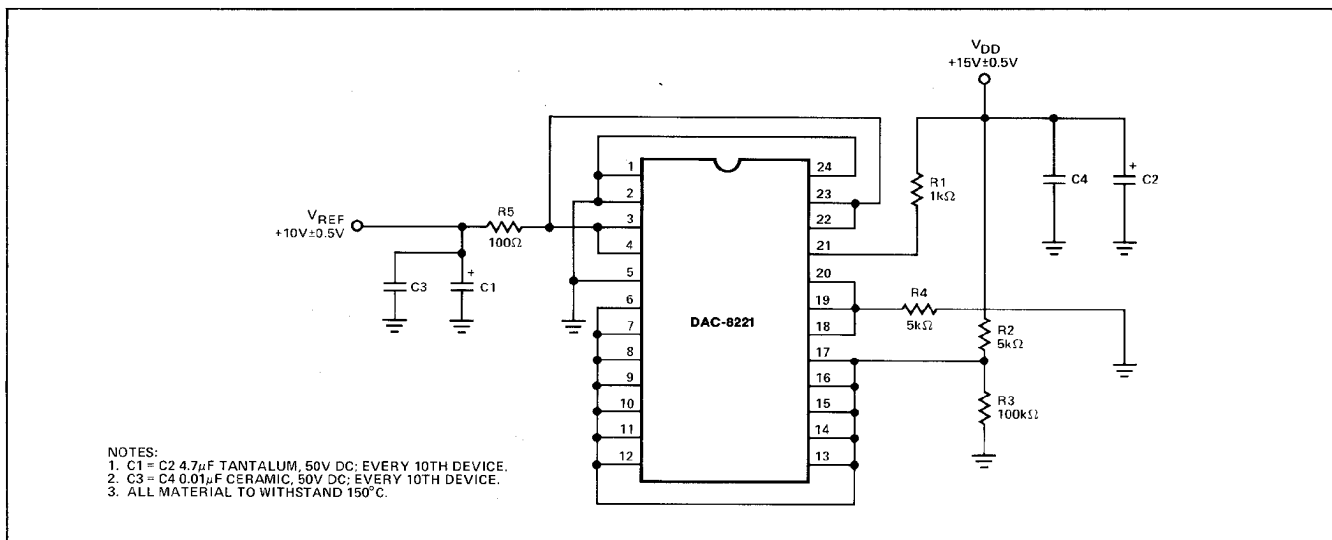 V_DD
+15V±0.5V
1
2
3
4
5
6
7
8
9
10
11
12
24
23
22
21
20
19
18
17
16
15
14
13
DAC-8221
V_REF
+10V±0.5V
R5
100Ω
C3
+
C1
R1
1kΩ
C4
+
C2
R4
5kΩ
R2
5kΩ
R3
100kΩ
NOTES:
1. C1 = C2 4.7µF TANTALUM, 50V DC; EVERY 10TH DEVICE.
2. C3 = C4 0.01µF CERAMIC, 50V DC; EVERY 10TH DEVICE.
3. ALL MATERIAL TO WITHSTAND 150°C.